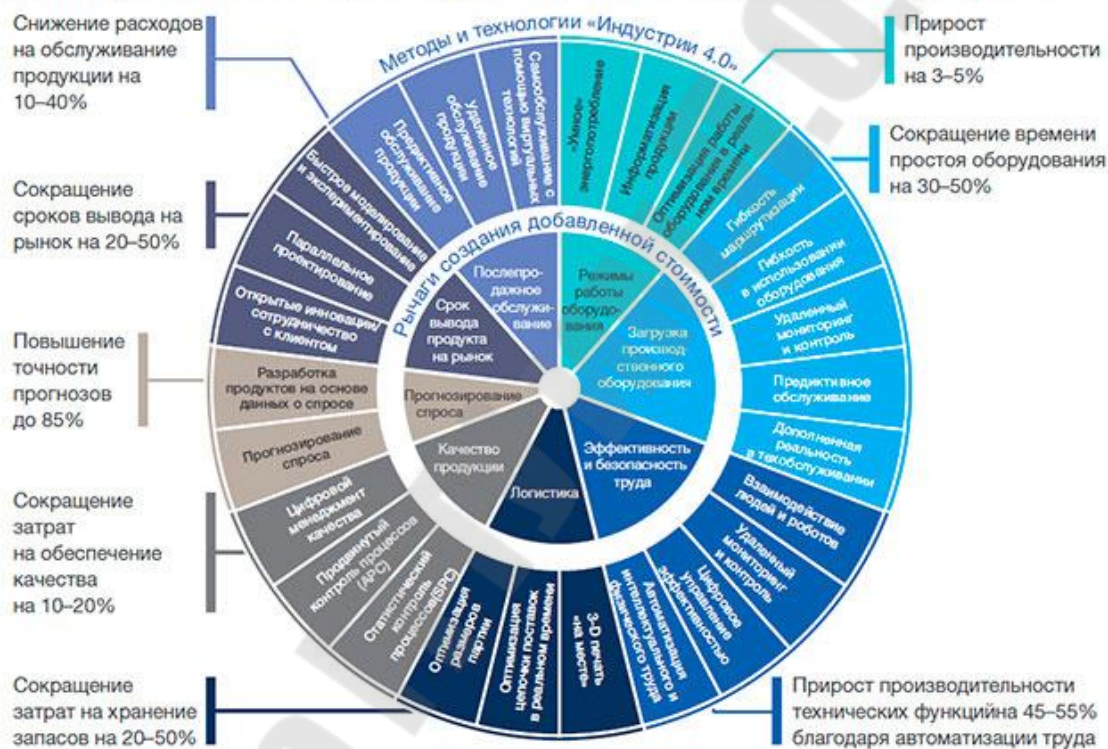 Снижение расходов
на обслуживание
продукции на
10–40%
Сокращение
сроков вывода на
рынок на 20–50%
Повышение
точности
прогнозов
до 85%
Сокращение
затрат
на обеспечение
качества
на 10–20%
Сокращение
затрат на хранение
запасов на 20–50%
Методы и технологии «Индустрии 4.0»
Прирост
производительности
на 3–5%
Сокращение времени
простоя оборудования
на 30–50%
Прирост производительности
технических функцийна 45–55%
благодаря автоматизации труда
«Умное»
энергопотребление
Информатизация
продукции
Оптимизация работы
оборудования в реаль-
ном времени
Гибкость
маршрутизации
Гибкость
в использовании
оборудования
Удаленный
мониторинг
и контроль
Предиктивное
обслуживание
Дополненная
реальность
в техобслуживании
Взаимодействие
людей и роботов
Удаленный
мониторинг
и контроль
Цифровое
управление
эффективностью
Автоматизация
интеллектуального и
физического труда
3-D печать
«на месте»
Оптимизация
цепочки поставок
в реальном времени
Оптимизация
размеров
партии
Статистический
контроль
процессов(SPC)
Продвинутый
контроль процессов
(APC)
Цифровой
менеджмент
качества
Прогнозирование
спроса
Разработка
продуктов на основе
данных о спросе
Открытые инновации/
сотрудничество
с клиентом
Параллельное
проектирование
Быстрое моделирование
и экспериментирование
Предиктивное
обслуживание
продукции
Удаленное
обслуживание
продукции
Самообслуживание с
помощью виртуальных
технологий
Рычаги создания добавленной стоимости
Режимы
работы
оборудо-
вания
Загрузка
производ-
ственного
оборудования
Эффективность
и безопасность
труда
Логистика
Качество
продукции
Прогнозирование
спроса
Срок
вывода
продукта
на рынок
Послепро-
дажное
обслужи-
вание